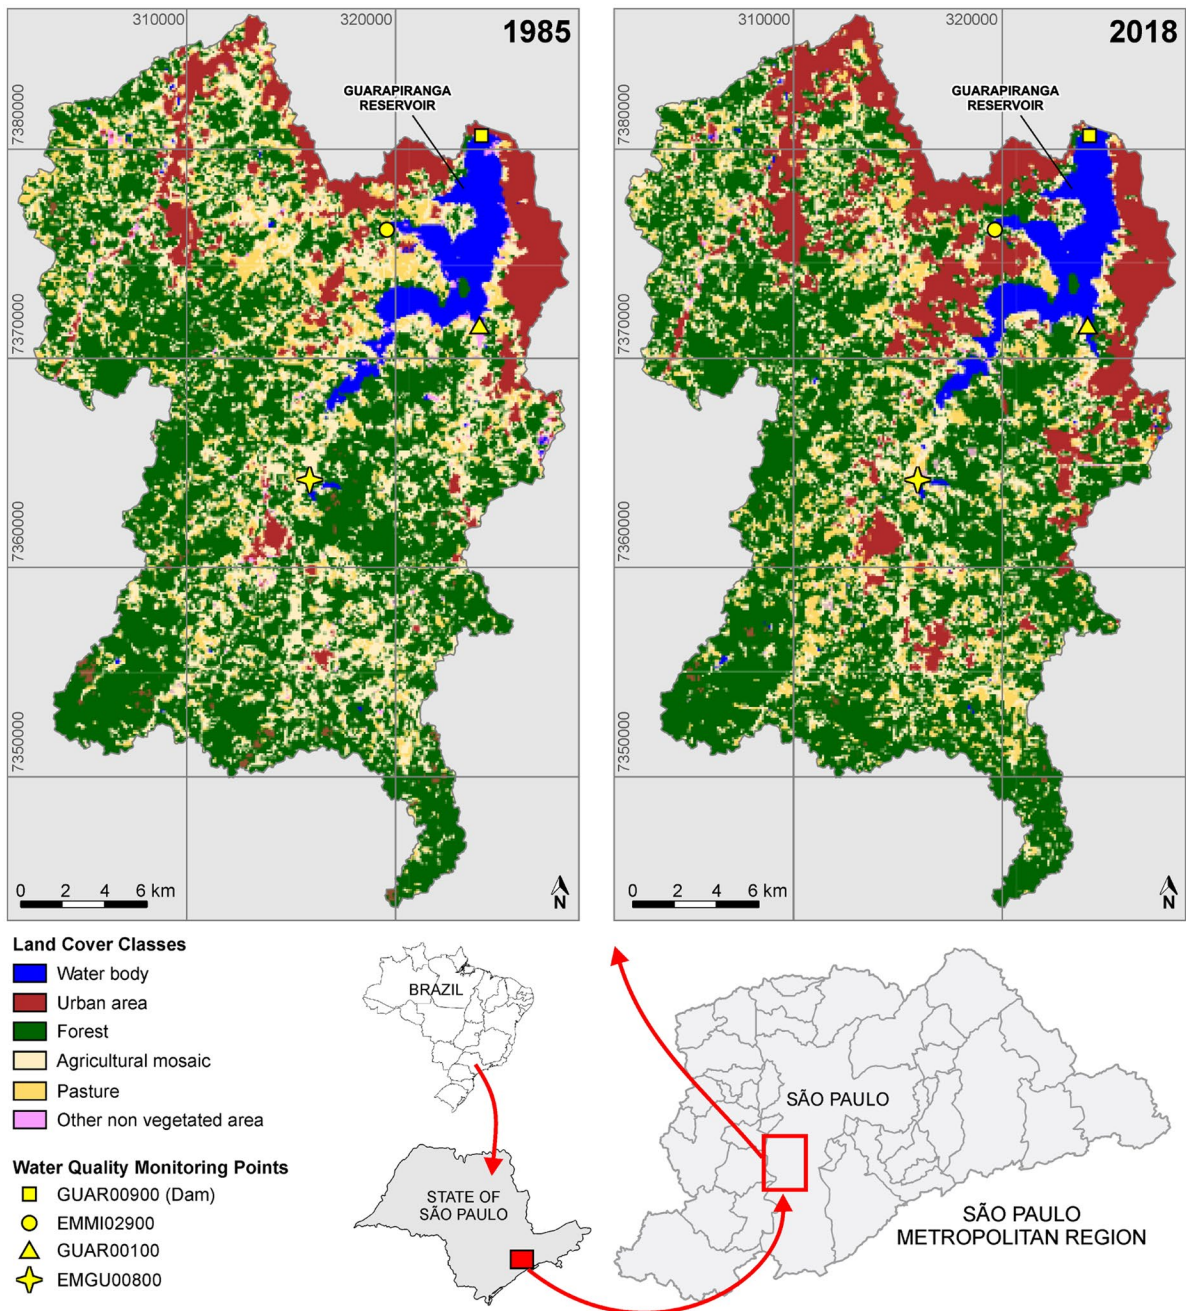 310000
320000
1985
GUARAPIRANGA
RESERVOIR
7380000
7370000
7360000
7350000
0 2 4 6 km
N
310000
320000
2018
GUARAPIRANGA
RESERVOIR
7380000
7370000
7360000
7350000
0 2 4 6 km
N
Land Cover Classes
Water body
Urban area
Forest
Agricultural mosaic
Pasture
Other non vegetated area
Water Quality Monitoring Points
GUAR00900 (Dam)
EMMI02900
GUAR00100
EMGU00800
BRAZIL
STATE OF
SÃO PAULO
SÃO PAULO
SÃO PAULO
METROPOLITAN REGION